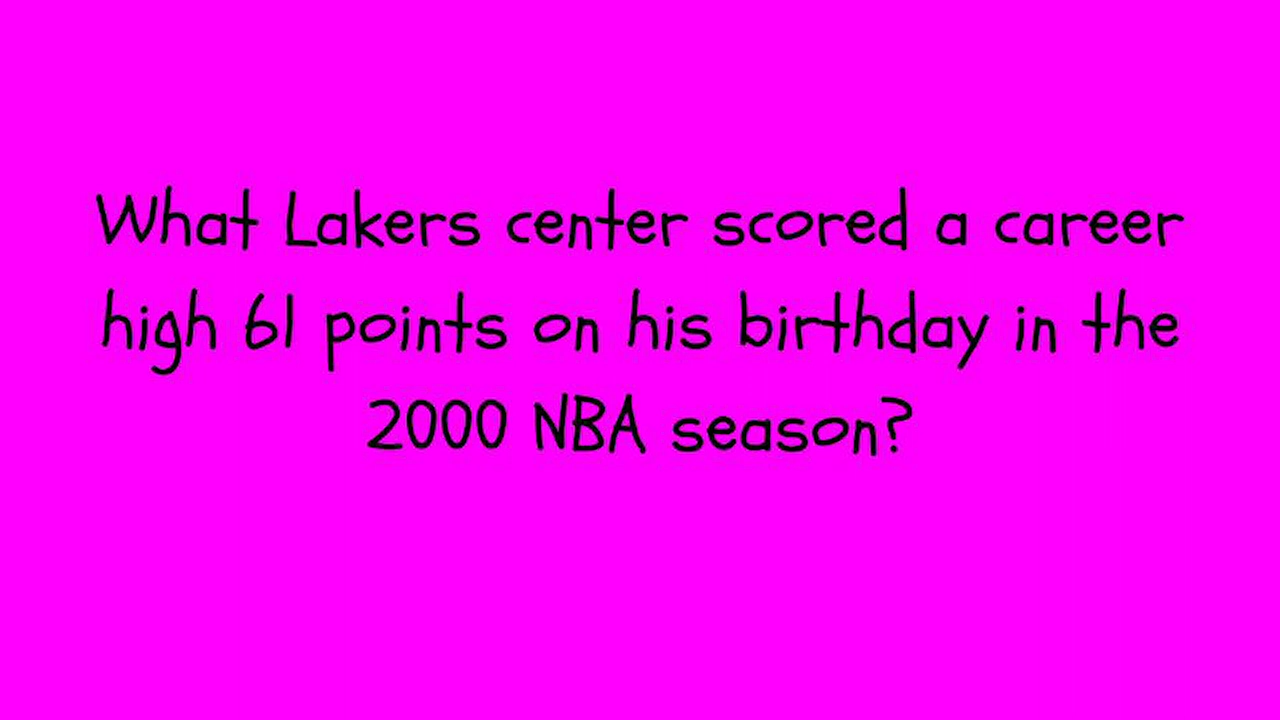 What Lakers center scored a career
high 61 points on his birthday in the
2000 NBA season?